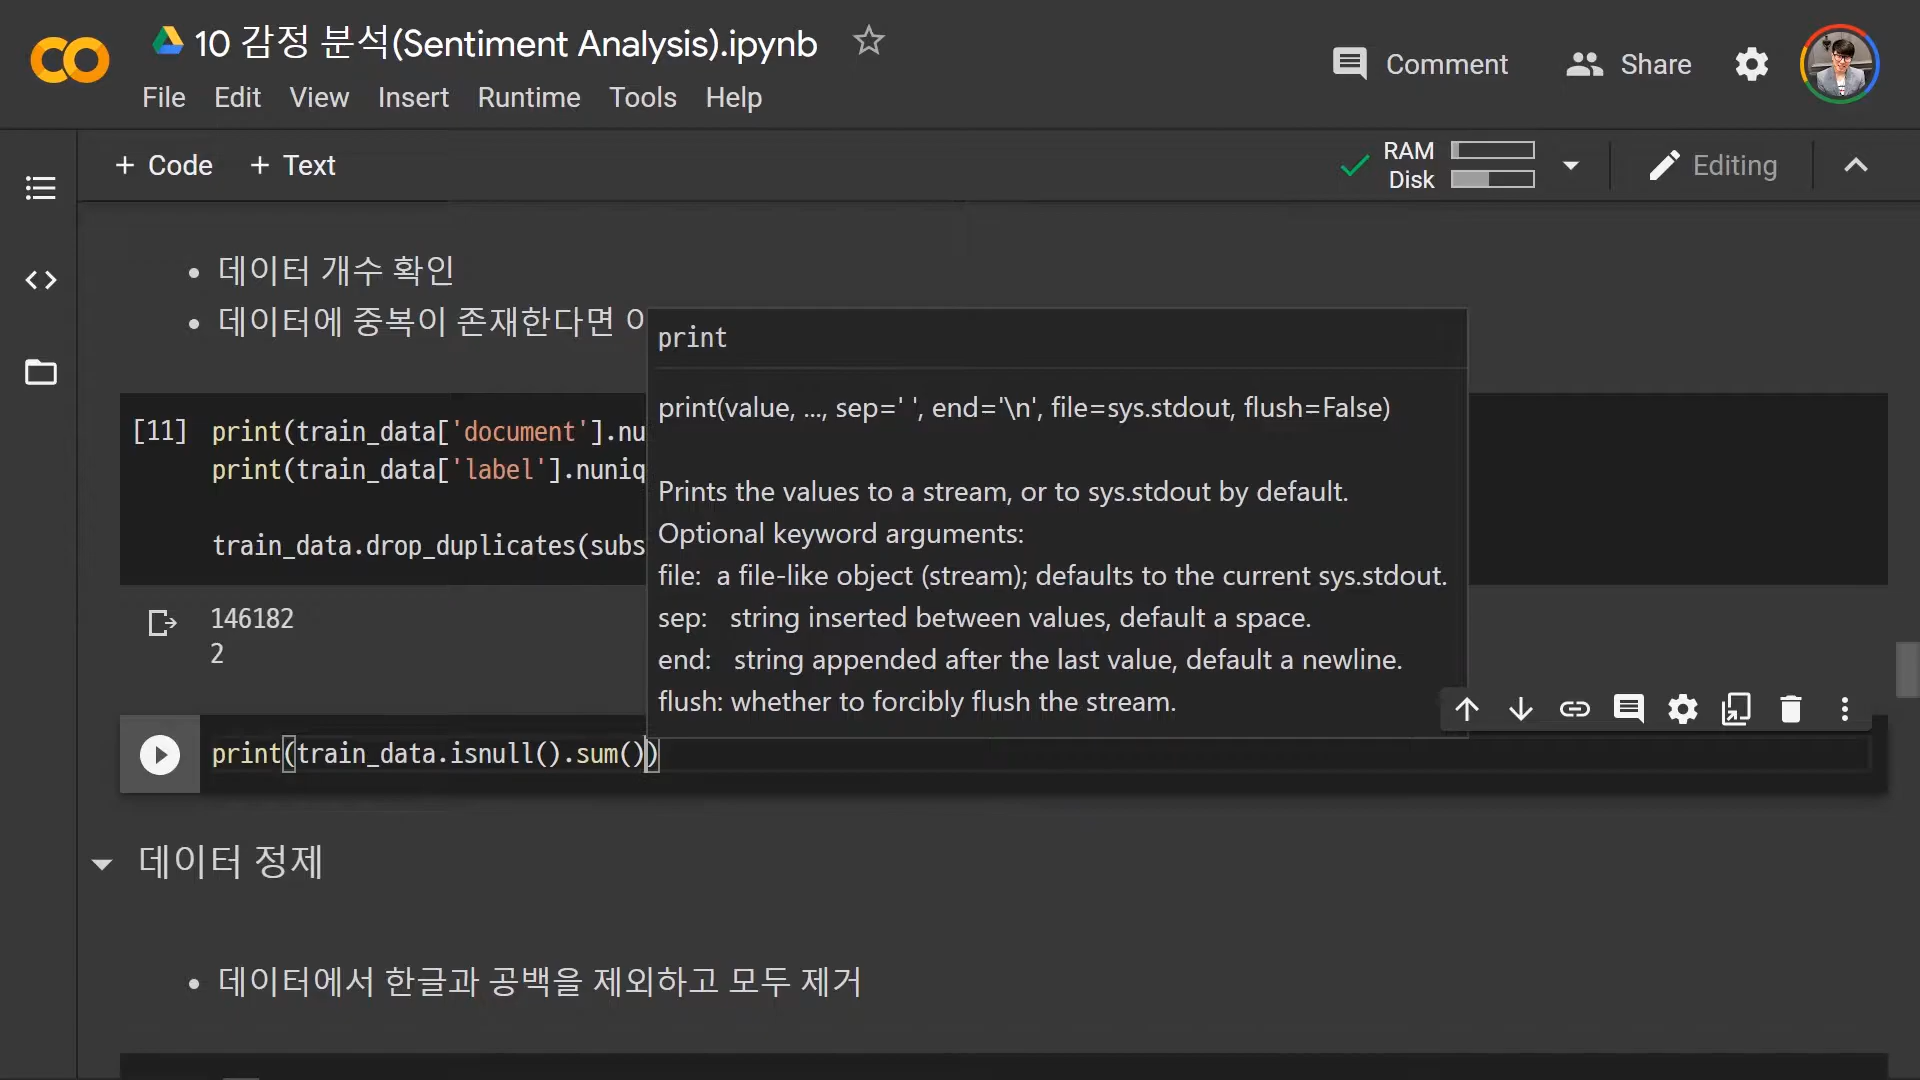 10 감정 분석(Sentiment Analysis).ipynb
File Edit View Insert Runtime Tools Help
Comment
Share
+ Code + Text
RAM
Disk
Editing
• 데이터 개수 확인
• 데이터에 중복이 존재한다면 이
print
print(value, ..., sep=' ', end='\n', file=sys.stdout, flush=False)
Prints the values to a stream, or to sys.stdout by default.
Optional keyword arguments:
file: a file-like object (stream); defaults to the current sys.stdout.
sep: string inserted between values, default a space.
end: string appended after the last value, default a newline.
flush: whether to forcibly flush the stream.
[11] print(train_data['document'].nu
print(train_data['label'].nuniq
train_data.drop_duplicates(subs
146182
2
print(train_data.isnull().sum())
데이터 정제
• 데이터에서 한글과 공백을 제외하고 모두 제거